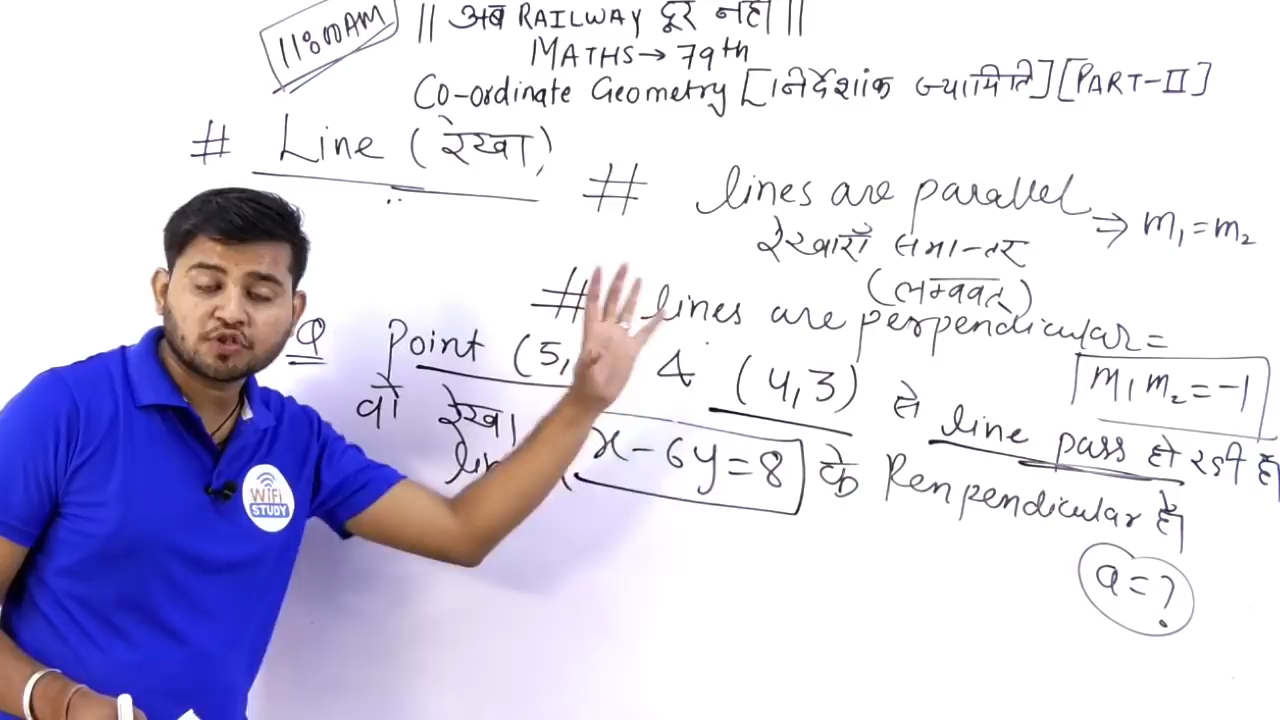 11:00AM
|| अब RAILWAY दूर नहीं ||
MATHS → 79th
CO-ordinate Geometry [निर्देशांक ज्यामिति] [PART-II]
# Line (रेखा)
# lines are parallel ⇒ m₁ = m₂
रेखाएँ समान्तर
(लम्बवत्)
# lines are perpendicular =
m₁m₂ = -1
Q Point (5, & (4,3) से line pass हो रही है।
वो रेखा x-6y=8 के Perpendicular है।
a = ?
WiFi
STUDY